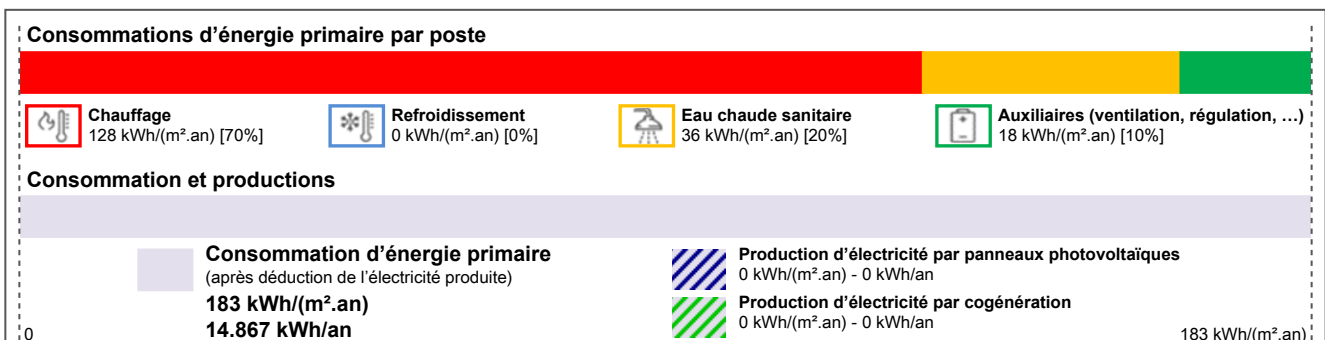 Consommations d’énergie primaire par poste
Chauffage
128 kWh/(m².an) [70%]
Refroidissement
0 kWh/(m².an) [0%]
Eau chaude sanitaire
36 kWh/(m².an) [20%]
Auxiliaires (ventilation, régulation, …)
18 kWh/(m².an) [10%]
Consommation et productions
Consommation d’énergie primaire
(après déduction de l’électricité produite)
183 kWh/(m².an)
14.867 kWh/an
Production d’électricité par panneaux photovoltaïques
0 kWh/(m².an) - 0 kWh/an
Production d’électricité par cogénération
0 kWh/(m².an) - 0 kWh/an
0
183 kWh/(m².an)